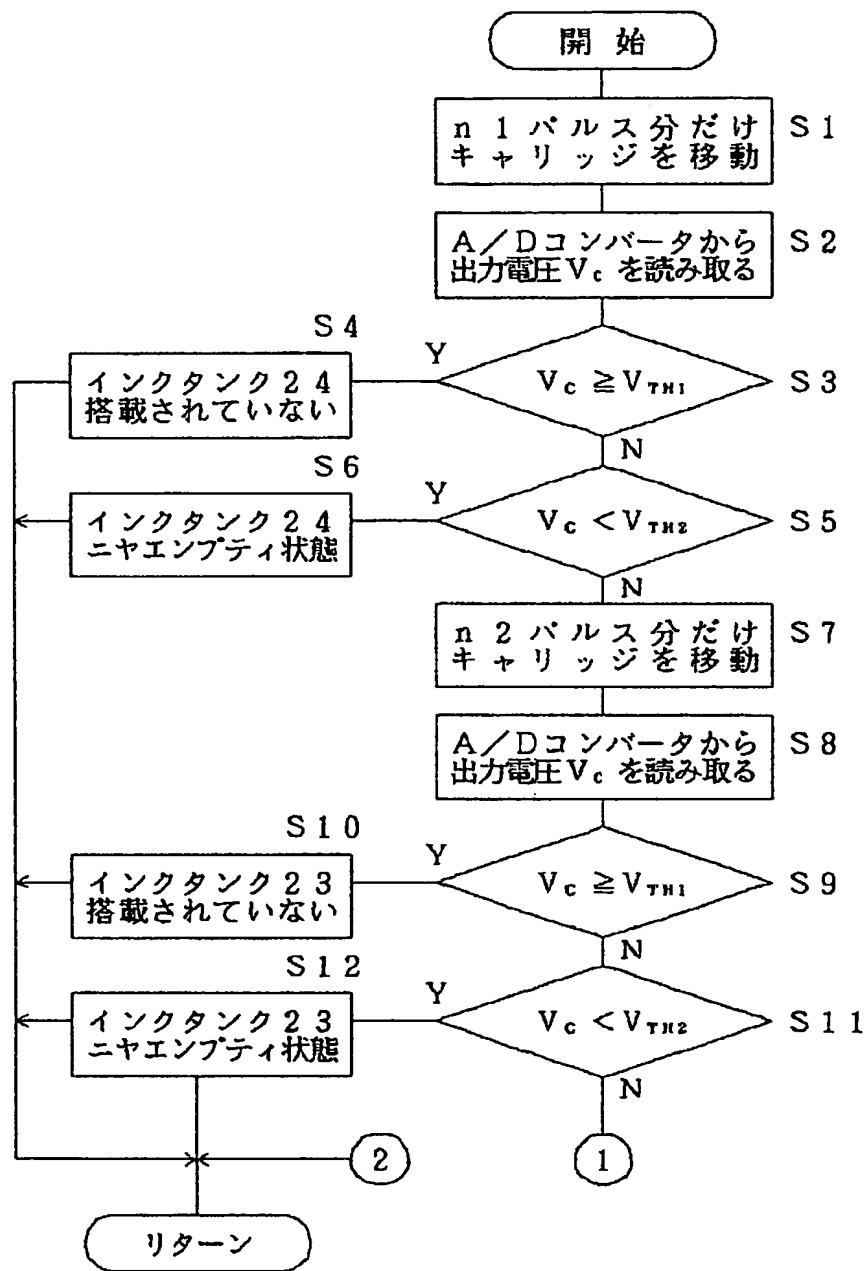 開始
n1パルス分だけ
キャリッジを移動
S1
A/Dコンバータから
出力電圧Vcを読み取る
S2
S4
インクタンク24
搭載されていない
Y
Vc≧VTH1
S3
N
S6
インクタンク24
ニヤエンプティ状態
Y
Vc<VTH2
S5
N
n2パルス分だけ
キャリッジを移動
S7
A/Dコンバータから
出力電圧Vcを読み取る
S8
S10
インクタンク23
搭載されていない
Y
Vc≧VTH1
S9
N
S12
インクタンク23
ニヤエンプティ状態
Y
Vc<VTH2
S11
N
2
1
リターン